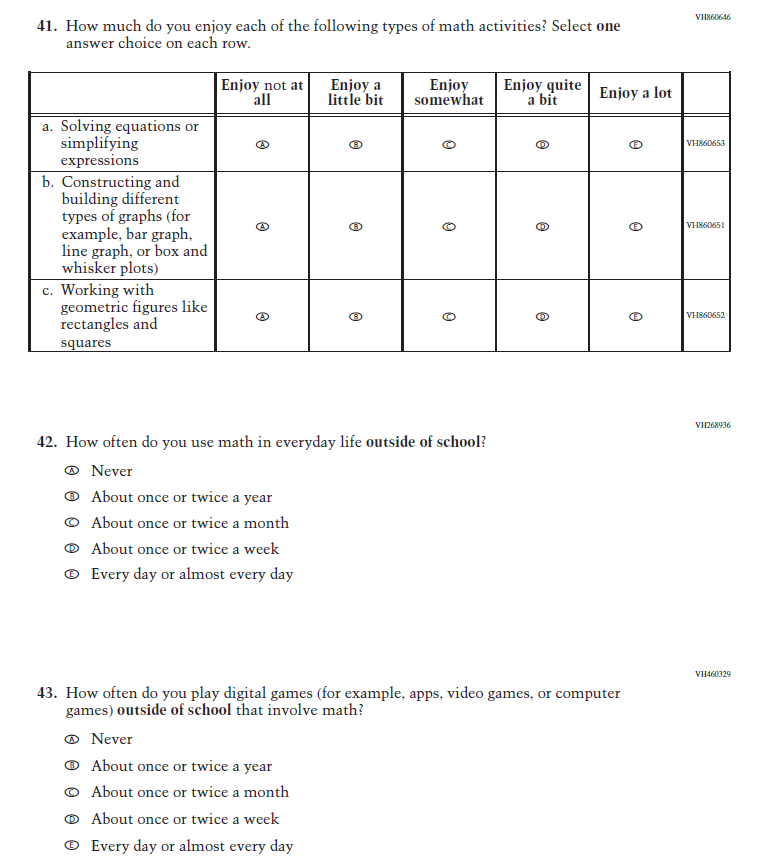 VH860646
41. How much do you enjoy each of the following types of math activities? Select one
answer choice on each row.
Enjoy not at
all
Enjoy a
little bit
Enjoy
somewhat
Enjoy quite
a bit
Enjoy a lot
a. Solving equations or
simplifying
expressions
A B C D E VH860653
b. Constructing and
building different
types of graphs (for
example, bar graph,
line graph, or box and
whisker plots)
A B C D E VH860651
c. Working with
geometric figures like
rectangles and
squares
A B C D E VH860652
VH268936
42. How often do you use math in everyday life outside of school?
A Never
B About once or twice a year
C About once or twice a month
D About once or twice a week
E Every day or almost every day
VH460329
43. How often do you play digital games (for example, apps, video games, or computer
games) outside of school that involve math?
A Never
B About once or twice a year
C About once or twice a month
D About once or twice a week
E Every day or almost every day